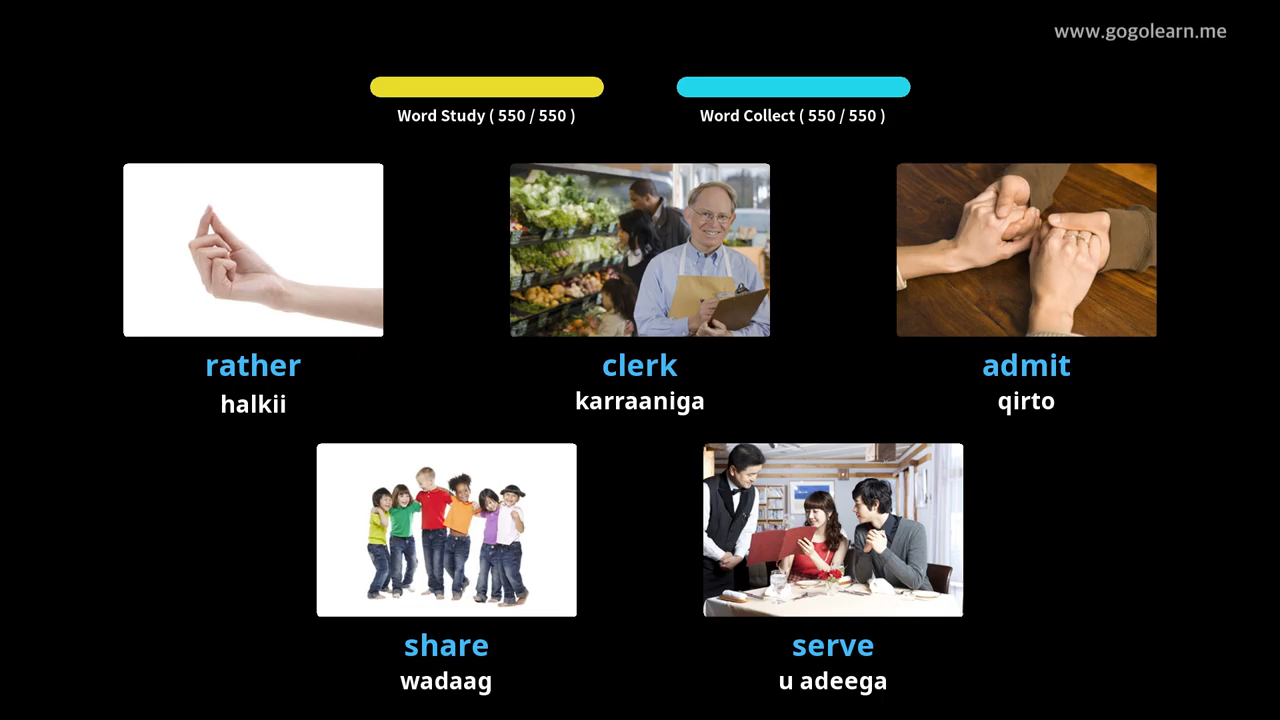 www.gogolearn.me
Word Study ( 550 / 550 )
Word Collect ( 550 / 550 )
rather
halkii
clerk
karraaniga
admit
qirto
share
wadaag
serve
u adeega